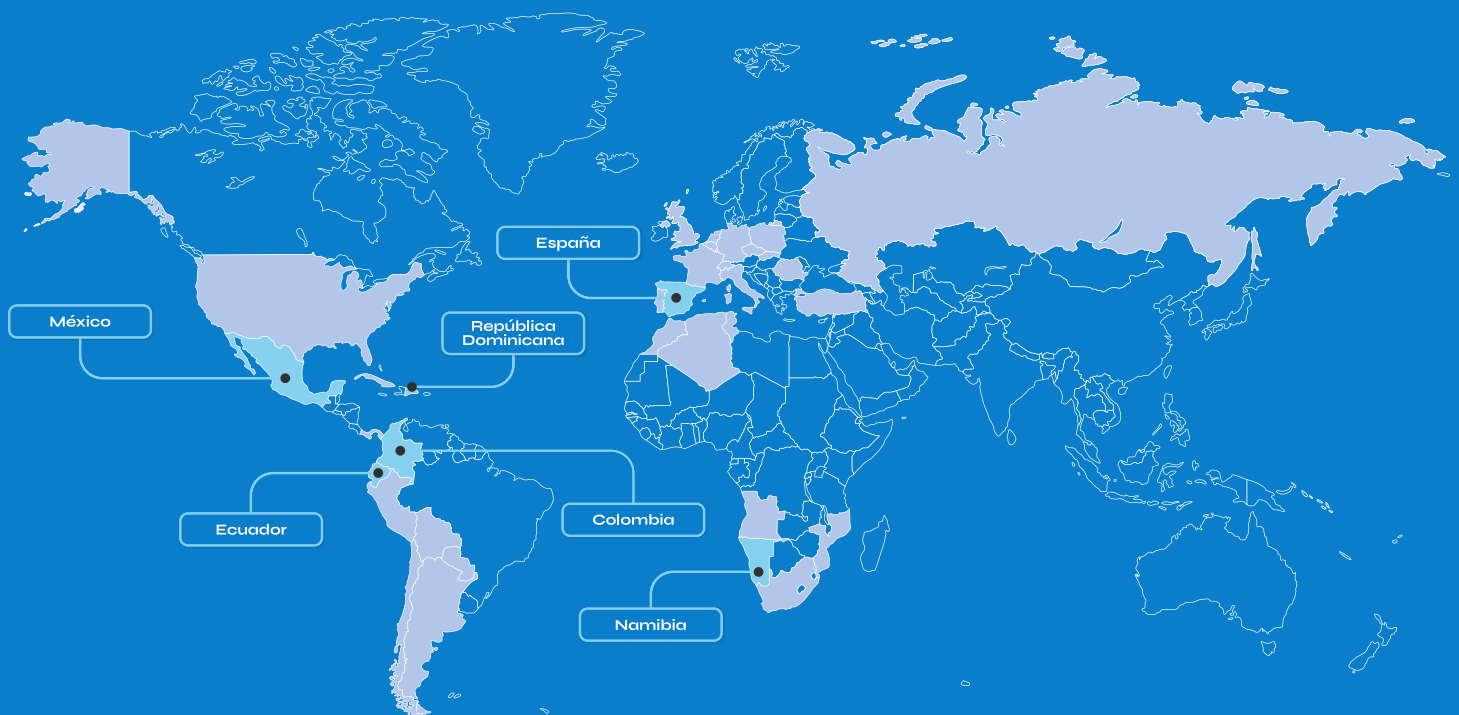 España
México
República
Dominicana
Ecuador
Colombia
Namibia